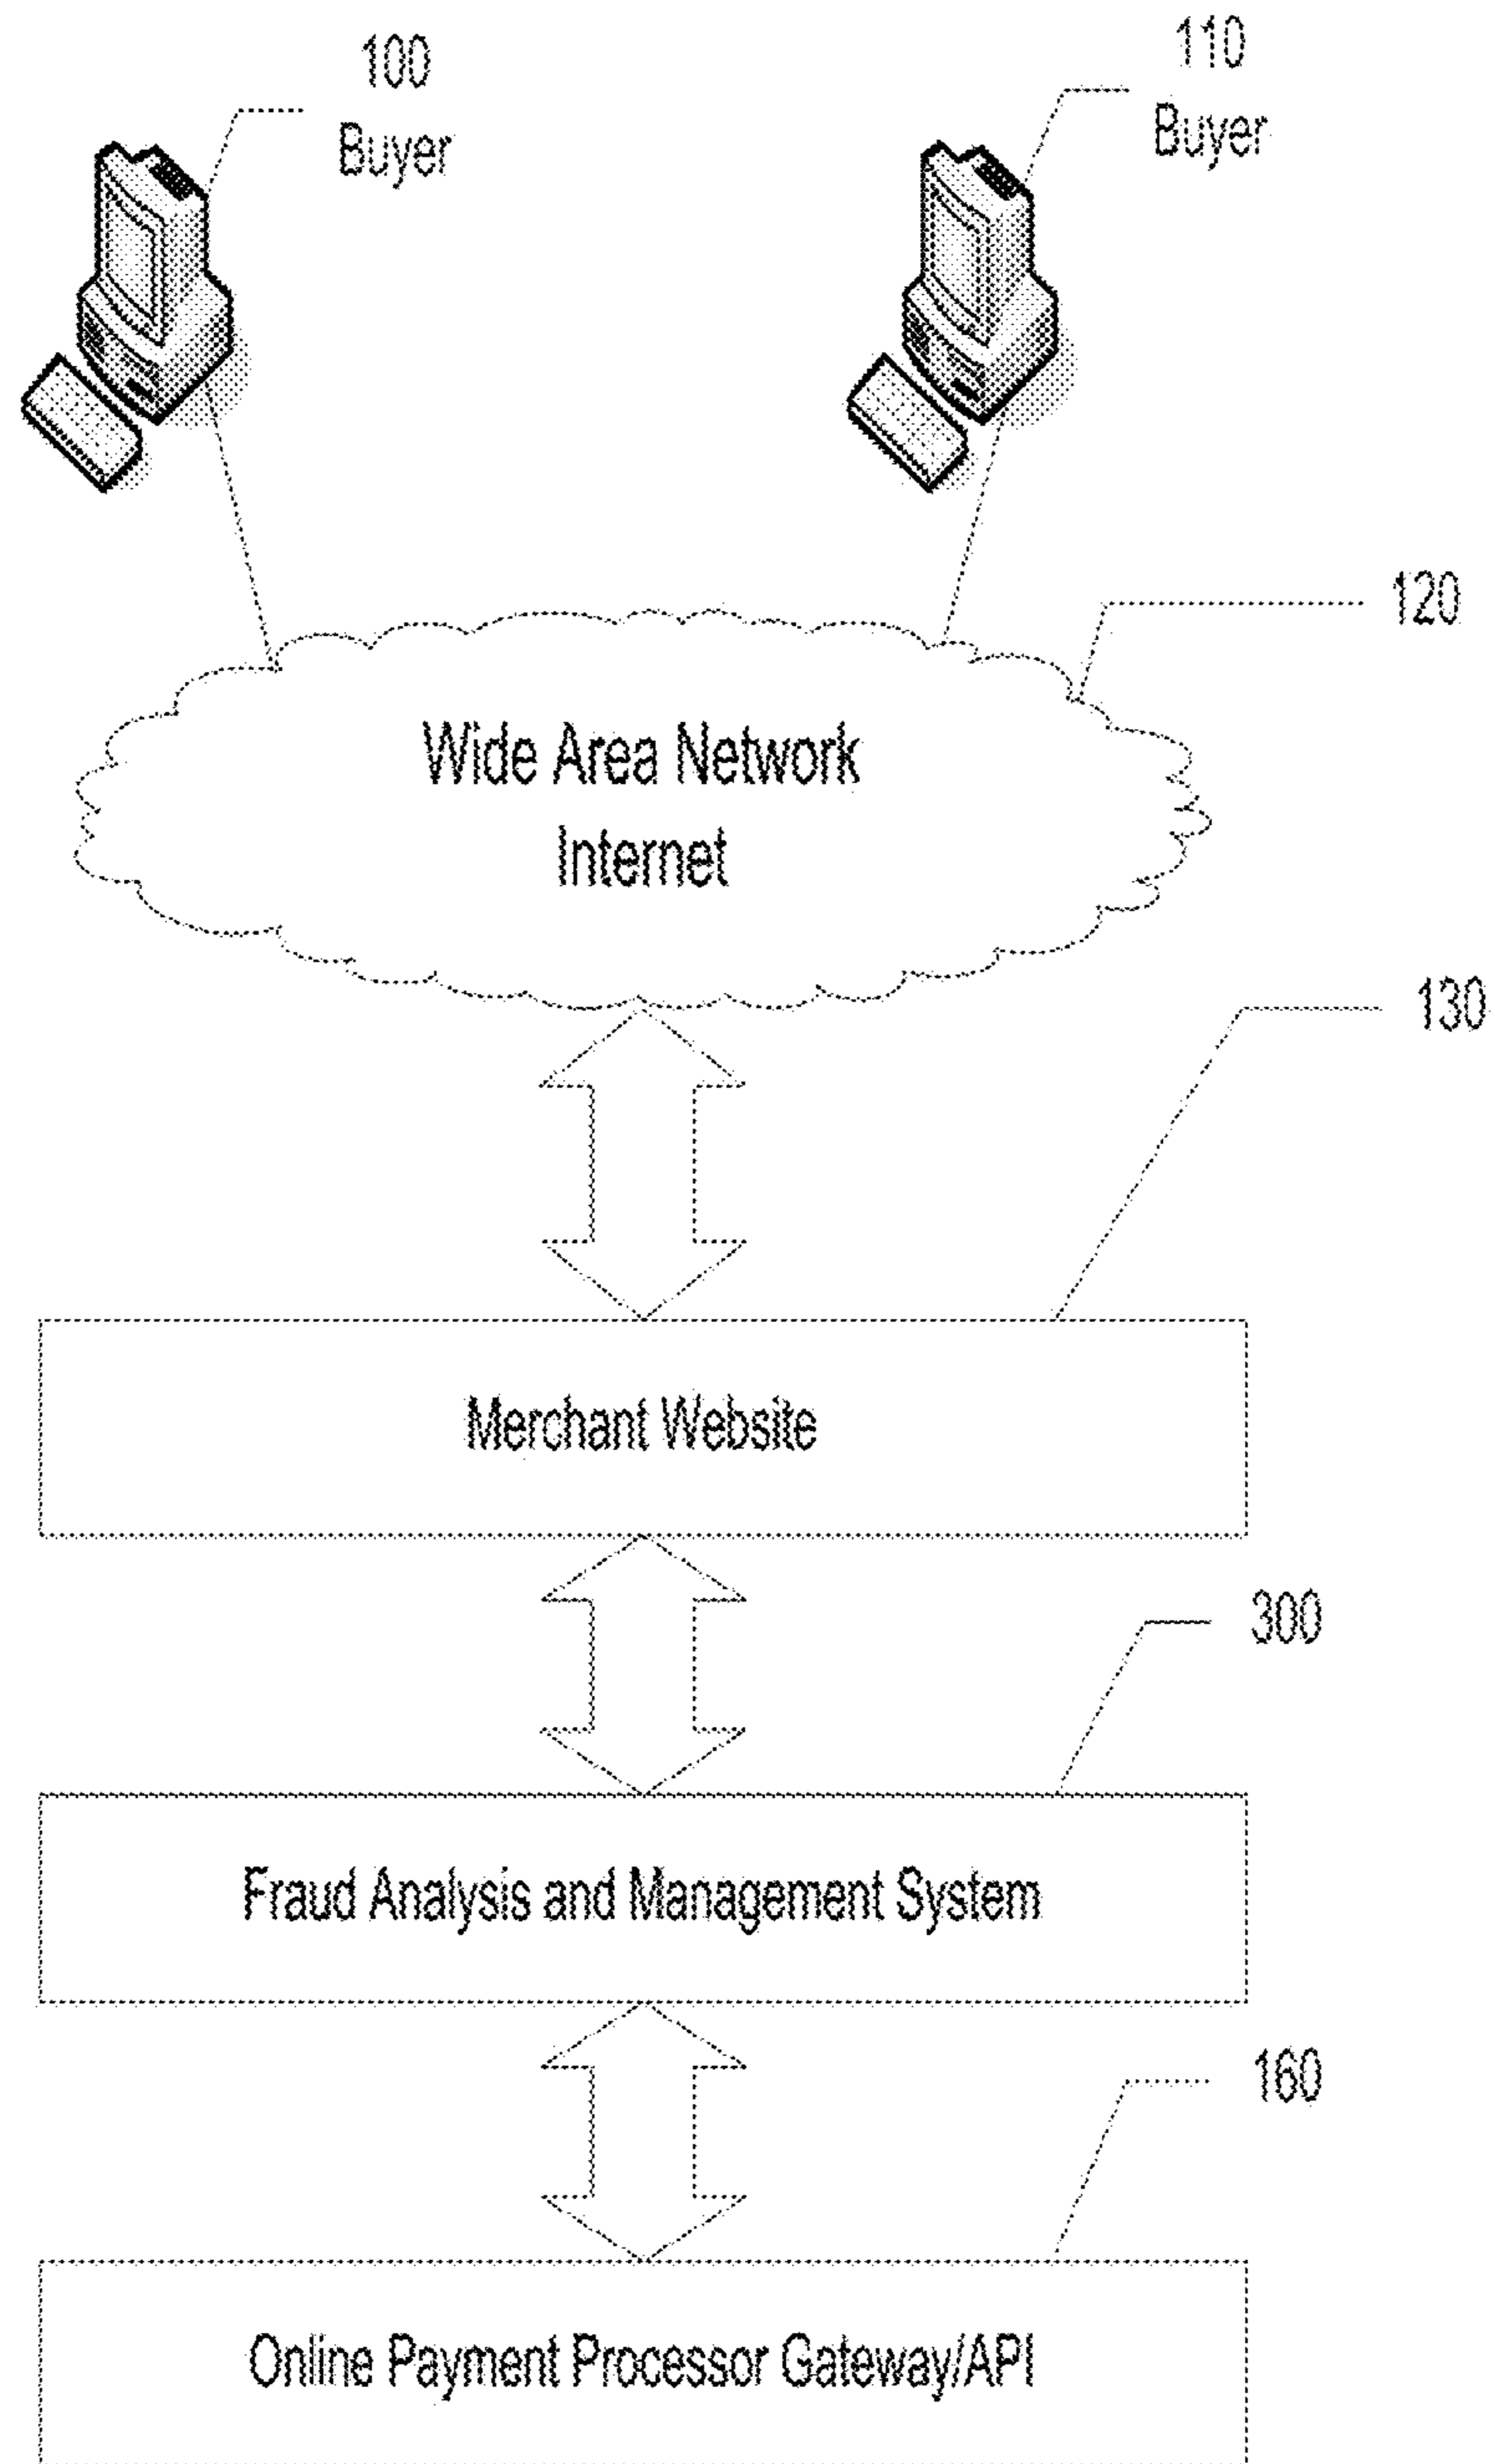 100
Buyer
110
Buyer
120
Wide Area Network
Internet
130
Merchant Website
300
Fraud Analysis and Management System
160
Online Payment Processor Gateway/API